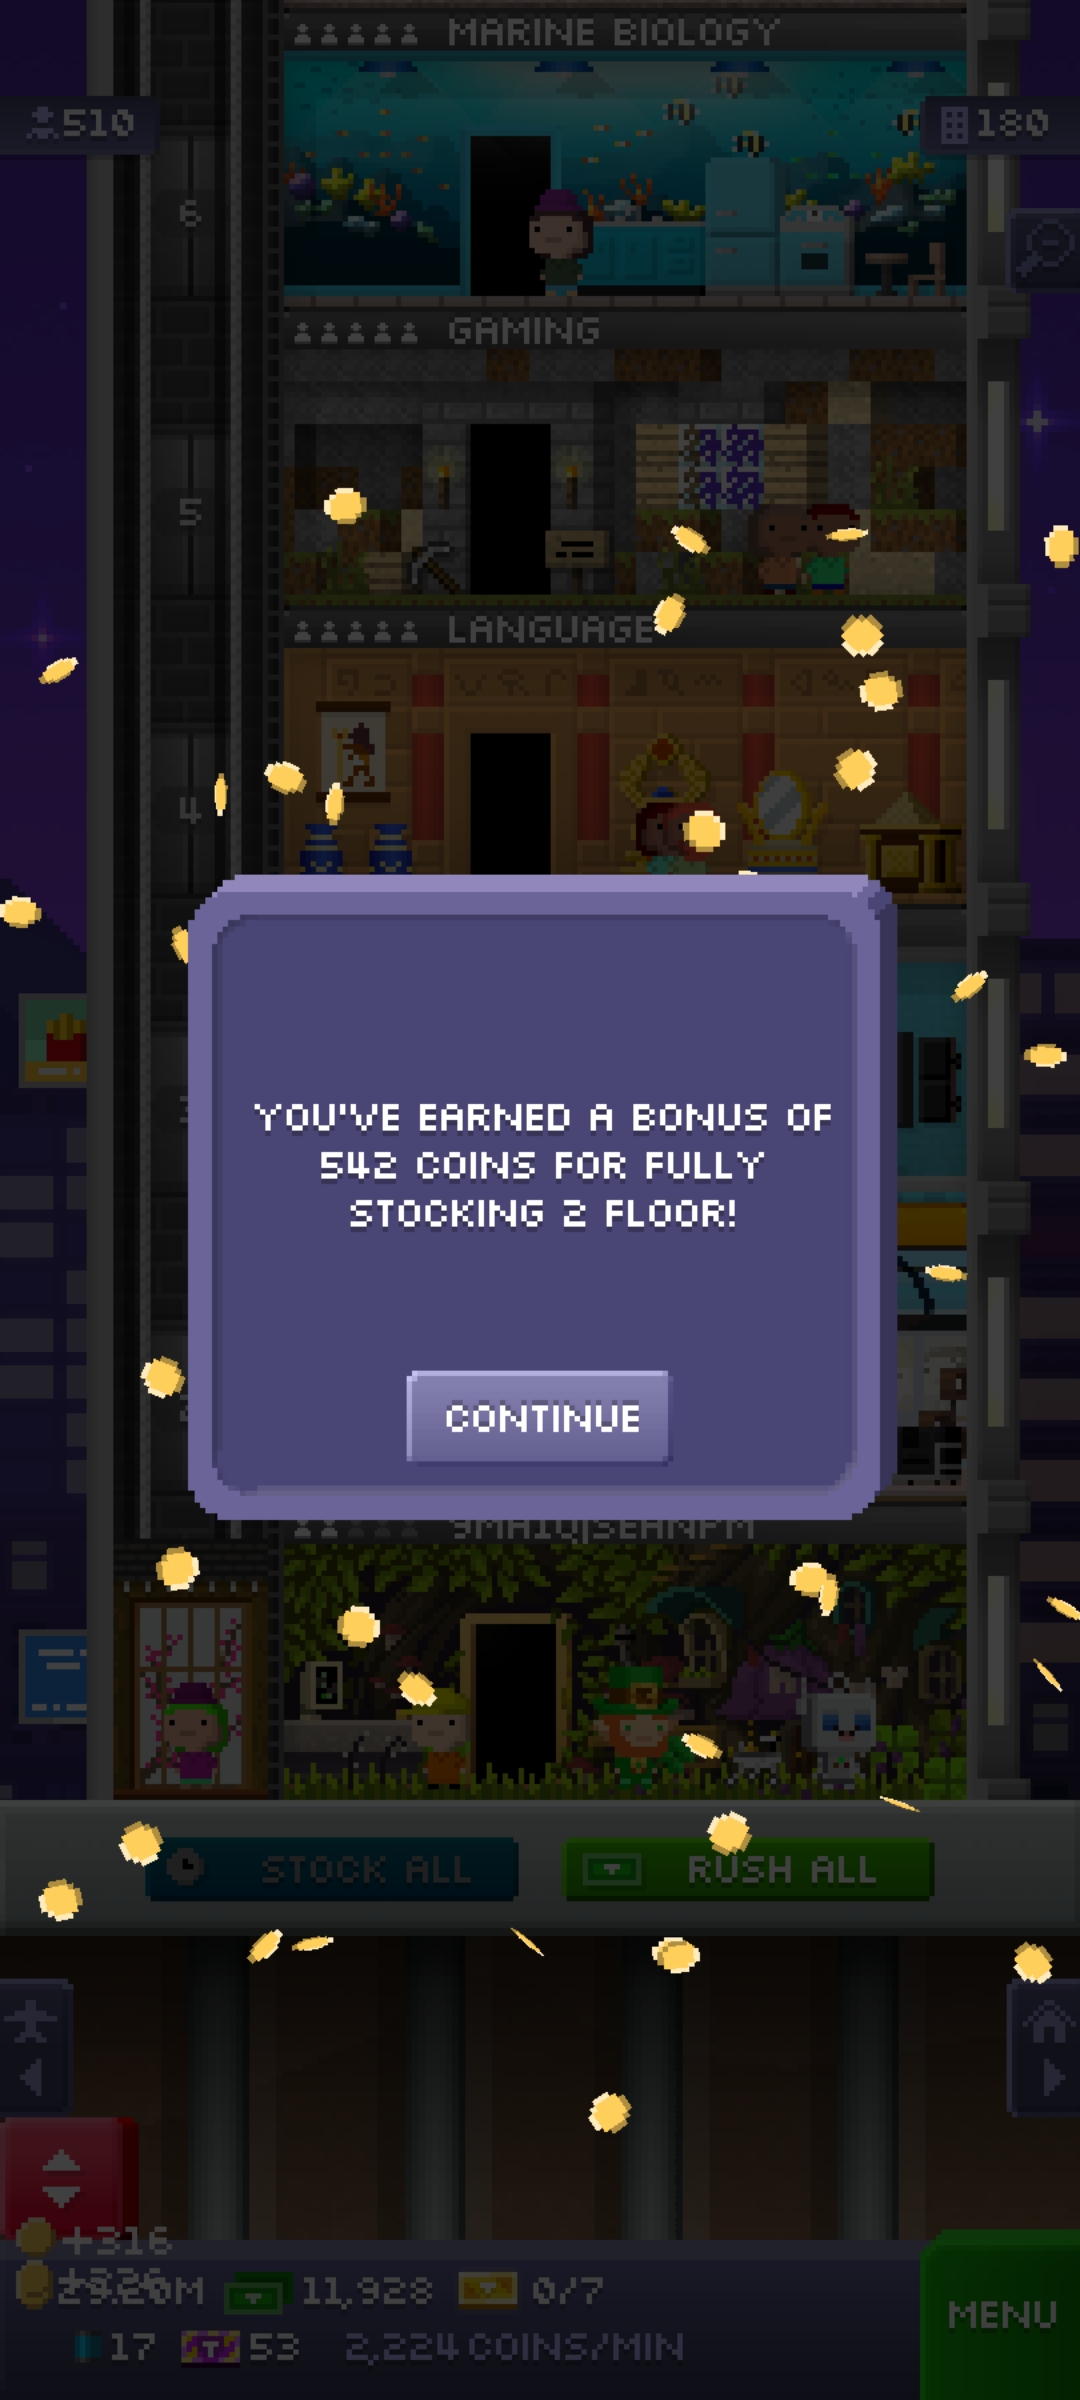 MARINE BIOLOGY
510
180
6
GAMING
5
LANGUAGE
4
YOU'VE EARNED A BONUS OF
542 COINS FOR FULLY
STOCKING 2 FLOOR!
CONTINUE
STOCK ALL
RUSH ALL
+316
11,928
0/7
MENU
17
53
2,224 COINS/MIN